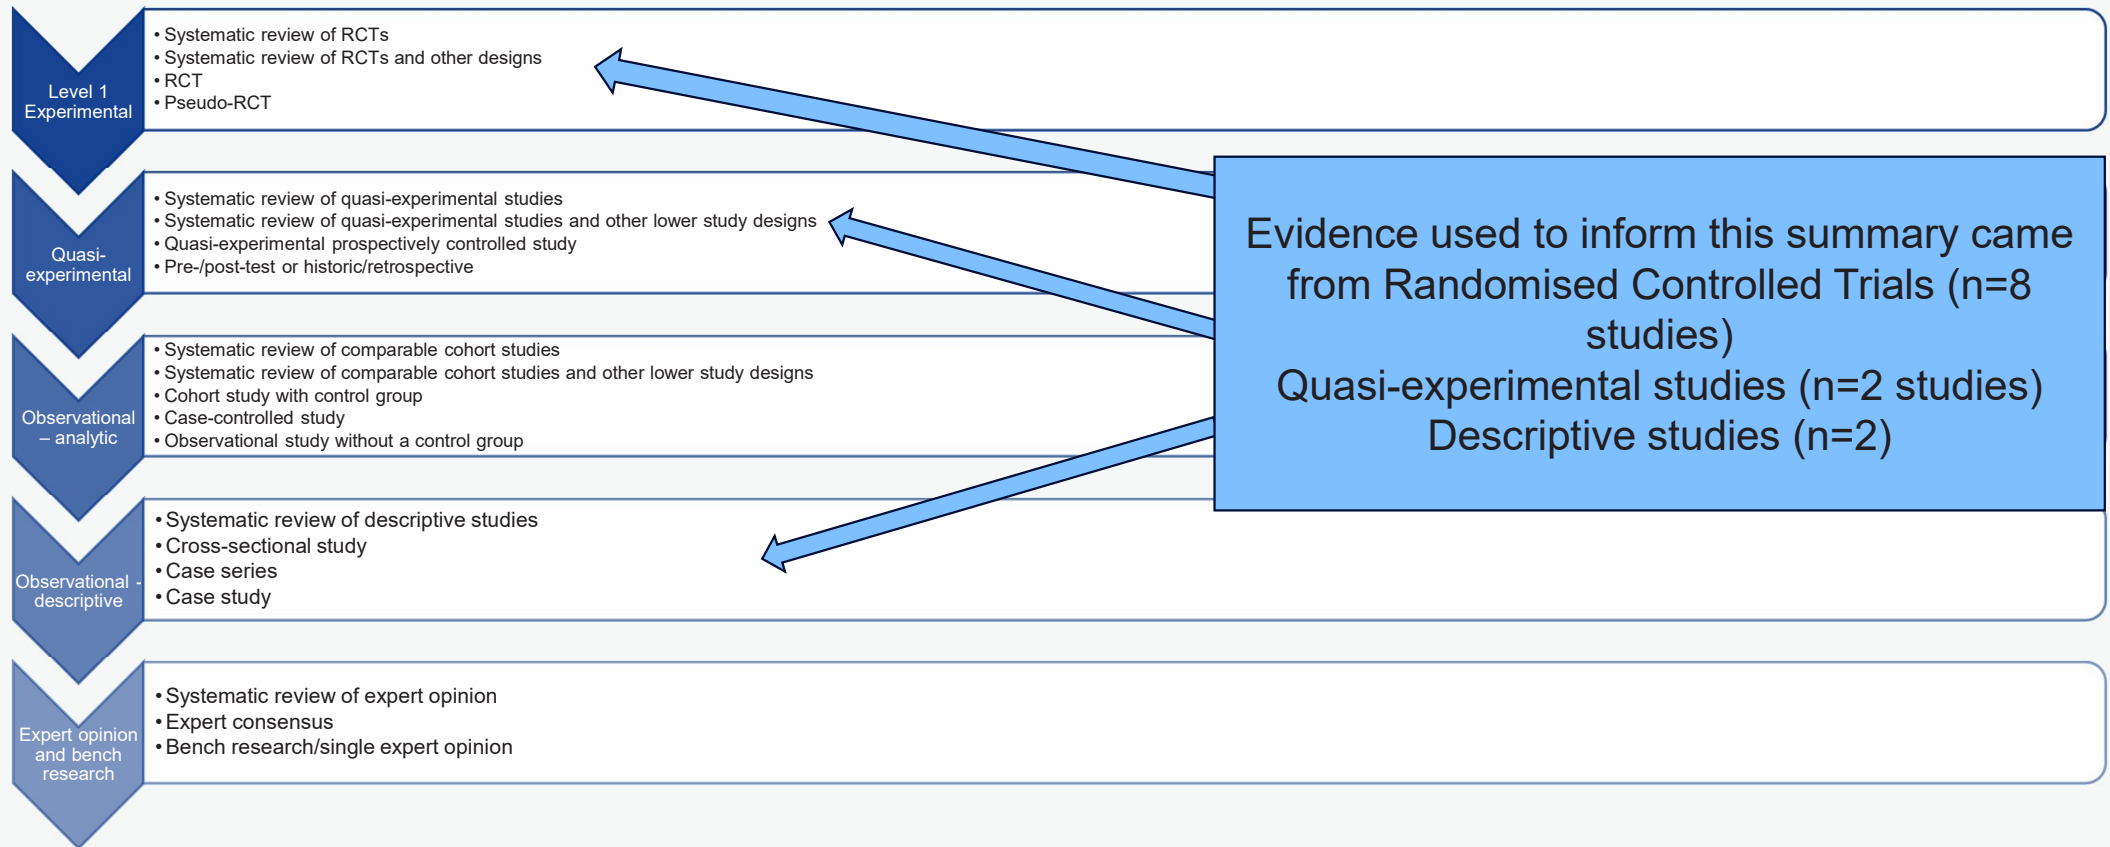 Level 1
Experimental
• Systematic review of RCTs
• Systematic review of RCTs and other designs
• RCT
• Pseudo-RCT
Quasi-
experimental
• Systematic review of quasi-experimental studies
• Systematic review of quasi-experimental studies and other lower study designs
• Quasi-experimental prospectively controlled study
• Pre-/post-test or historic/retrospective
Observational
– analytic
• Systematic review of comparable cohort studies
• Systematic review of comparable cohort studies and other lower study designs
• Cohort study with control group
• Case-controlled study
• Observational study without a control group
Observational -
descriptive
• Systematic review of descriptive studies
• Cross-sectional study
• Case series
• Case study
Expert opinion
and bench
research
• Systematic review of expert opinion
• Expert consensus
• Bench research/single expert opinion
Evidence used to inform this summary came
from Randomised Controlled Trials (n=8
studies)
Quasi-experimental studies (n=2 studies)
Descriptive studies (n=2)